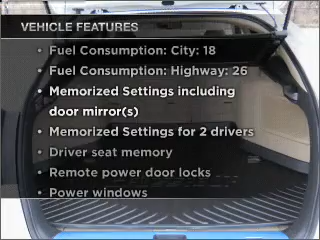 VEHICLE FEATURES
• Fuel Consumption: City: 18
• Fuel Consumption: Highway: 26
• Memorized Settings including
door mirror(s)
• Memorized Settings for 2 drivers
• Driver seat memory
• Remote power door locks
• Power windows